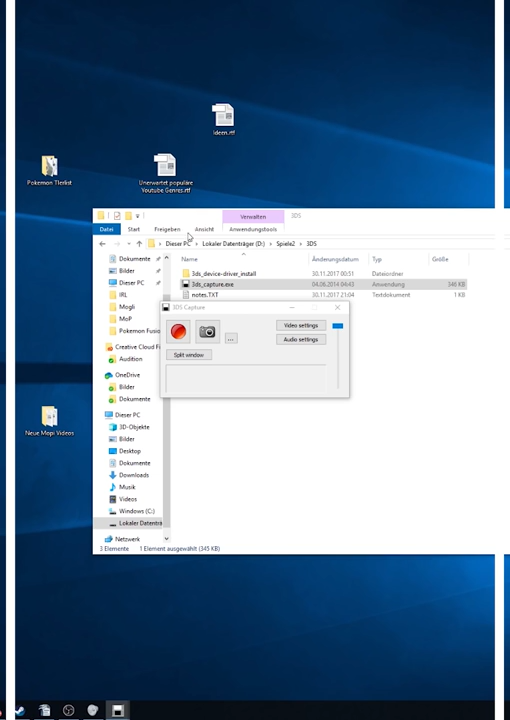 Ideen.rtf
Pokemon Tierlist
Unerwartet populäre
Youtube Genres.rtf
Verwalten
3DS
Datei
Start
Freigeben
Ansicht
Anwendungstools
Dieser PC > Lokaler Datenträger (D:) > Spiele2 > 3DS
Name
Änderungsdatum
Typ
Größe
Dokumente
Bilder
Dieser PC
IRL
Mogli
MoP
Pokemon Fusio
Creative Cloud Fi
Audition
OneDrive
Bilder
Dokumente
Dieser PC
3D-Objekte
Bilder
Desktop
Dokumente
Downloads
Musik
Videos
Windows (C:)
Lokaler Datenträ
Netzwerk
3ds_device-driver_install
30.11.2017 00:51
Dateiordner
3ds_capture.exe
04.08.2014 04:43
Anwendung
346 KB
notes.TXT
30.11.2017 21:04
Textdokument
1 KB
3DS Capture
Video settings
...
Audio settings
Split window
Neue Mopi Videos
3 Elemente
1 Element ausgewählt (345 KB)